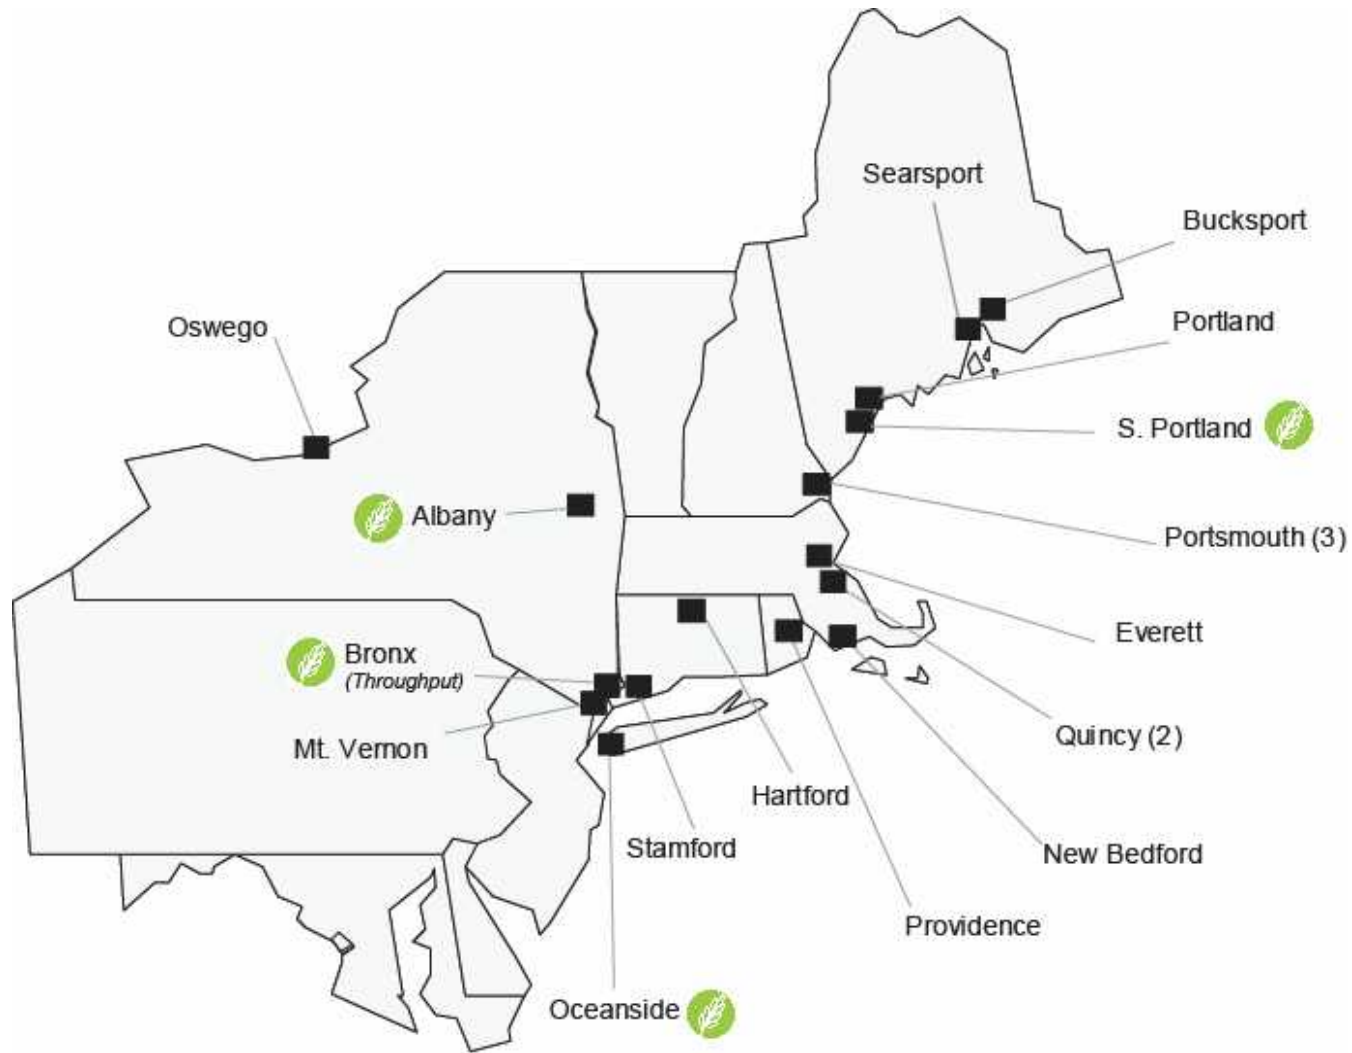 Searsport
Bucksport
Portland
Oswego
S. Portland
Albany
Portsmouth (3)
Everett
Bronx
(Throughput)
Mt. Vernon
Quincy (2)
Hartford
Stamford
New Bedford
Providence
Oceanside